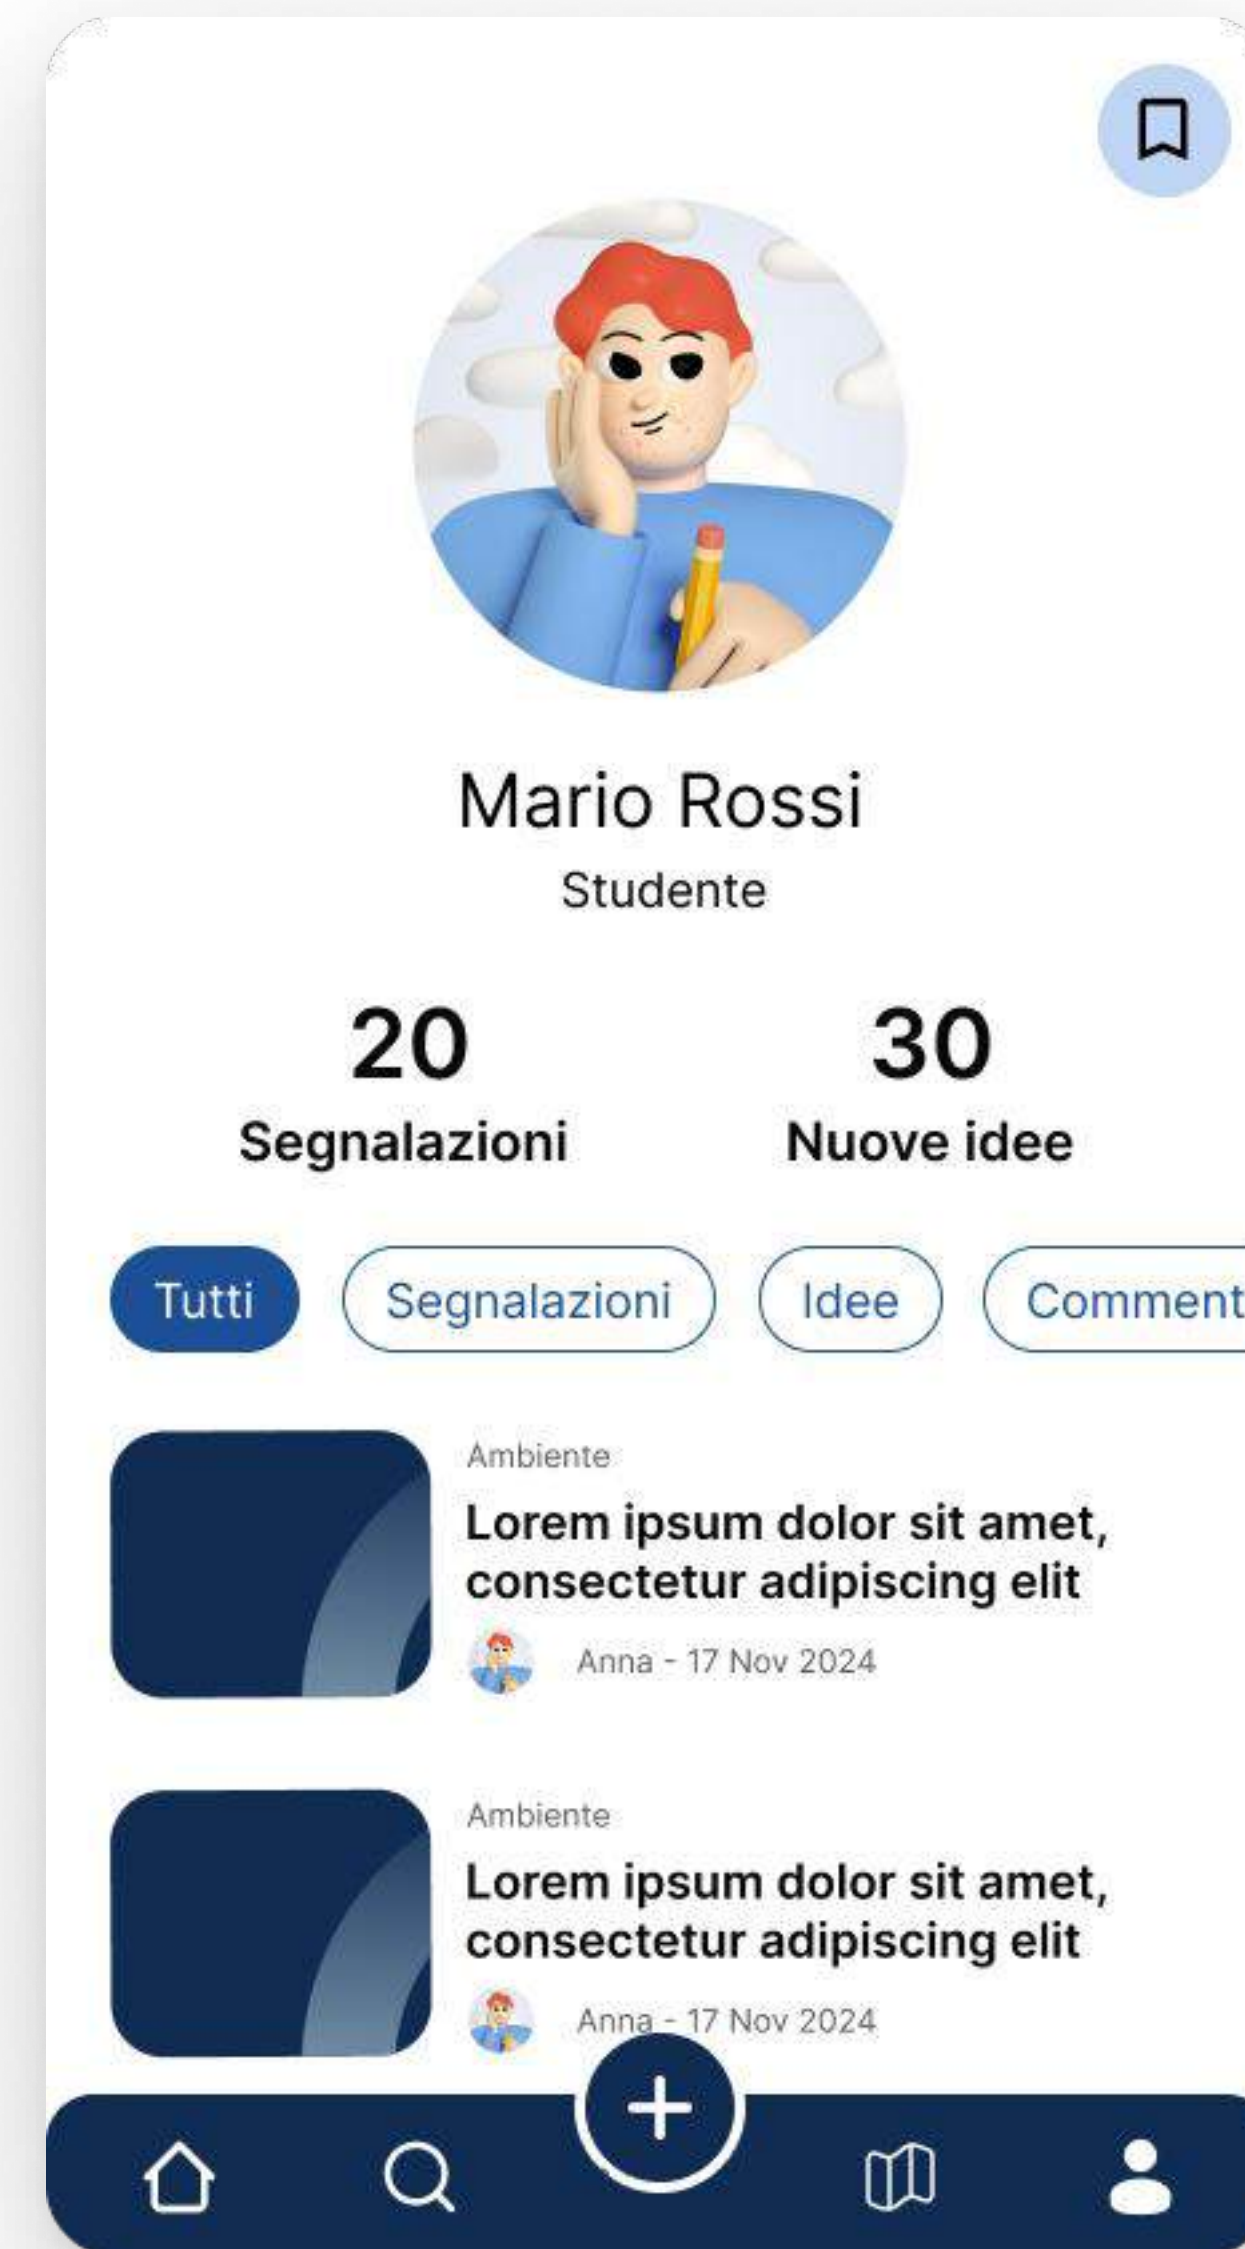 Mario Rossi
Studente
20
Segnalazioni
30
Nuove idee
Tutti
Segnalazioni
Idee
Comment
Ambiente
Lorem ipsum dolor sit amet,
consectetur adipiscing elit
Anna - 17 Nov 2024
Ambiente
Lorem ipsum dolor sit amet,
consectetur adipiscing elit
Anna - 17 Nov 2024